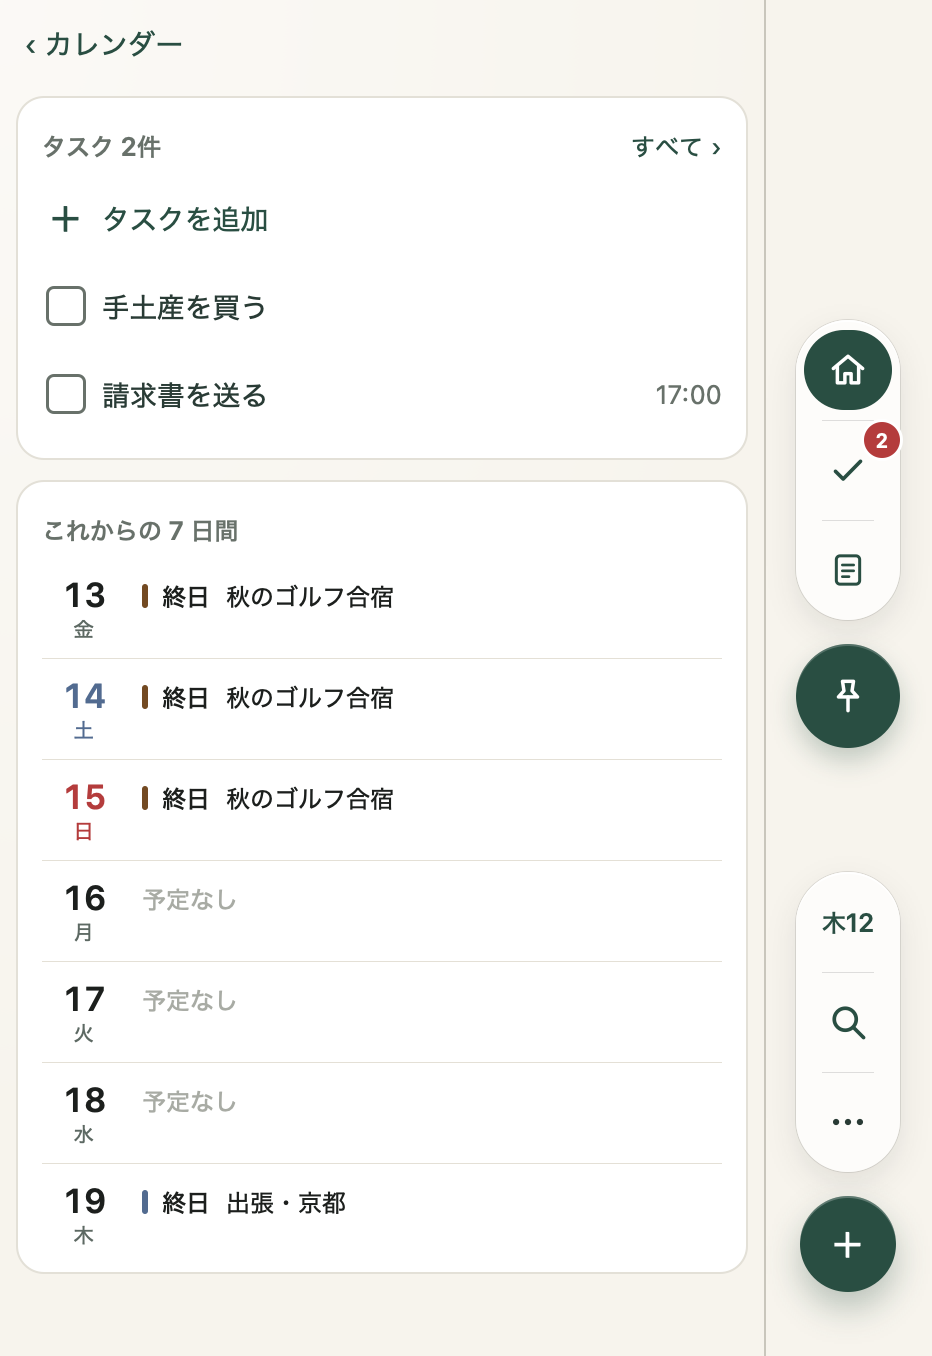 ‹ カレンダー
タスク 2件 すべて ›
+ タスクを追加
手土産を買う
請求書を送る 17:00
これからの 7 日間
13 終日 秋のゴルフ合宿
金
14 終日 秋のゴルフ合宿
土
15 終日 秋のゴルフ合宿
日
16 予定なし
月
17 予定なし
火
18 予定なし
水
19 終日 出張・京都
木
2
木12